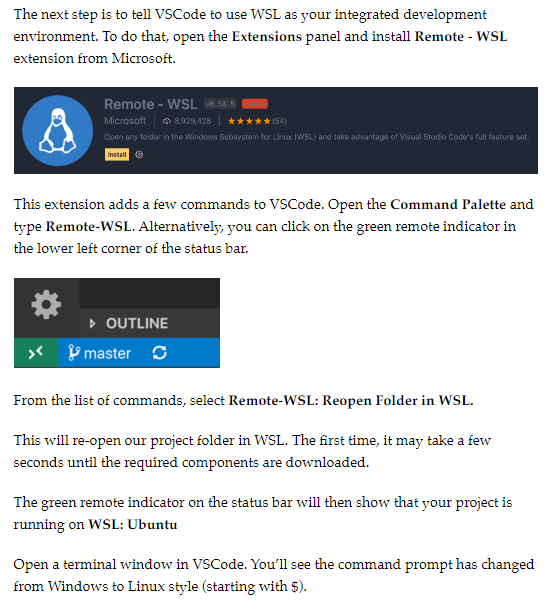 The next step is to tell VSCode to use WSL as your integrated development
environment. To do that, open the Extensions panel and install Remote - WSL
extension from Microsoft.
Remote - WSL v0.58.5
Microsoft 8,929,428 ★★★★★ (54)
Open any folder in the Windows Subsystem for Linux (WSL) and take advantage of Visual Studio Code's full feature set.
Install
This extension adds a few commands to VSCode. Open the Command Palette and
type Remote-WSL. Alternatively, you can click on the green remote indicator in
the lower left corner of the status bar.
OUTLINE
master
From the list of commands, select Remote-WSL: Reopen Folder in WSL.
This will re-open our project folder in WSL. The first time, it may take a few
seconds until the required components are downloaded.
The green remote indicator on the status bar will then show that your project is
running on WSL: Ubuntu
Open a terminal window in VSCode. You’ll see the command prompt has changed
from Windows to Linux style (starting with $).